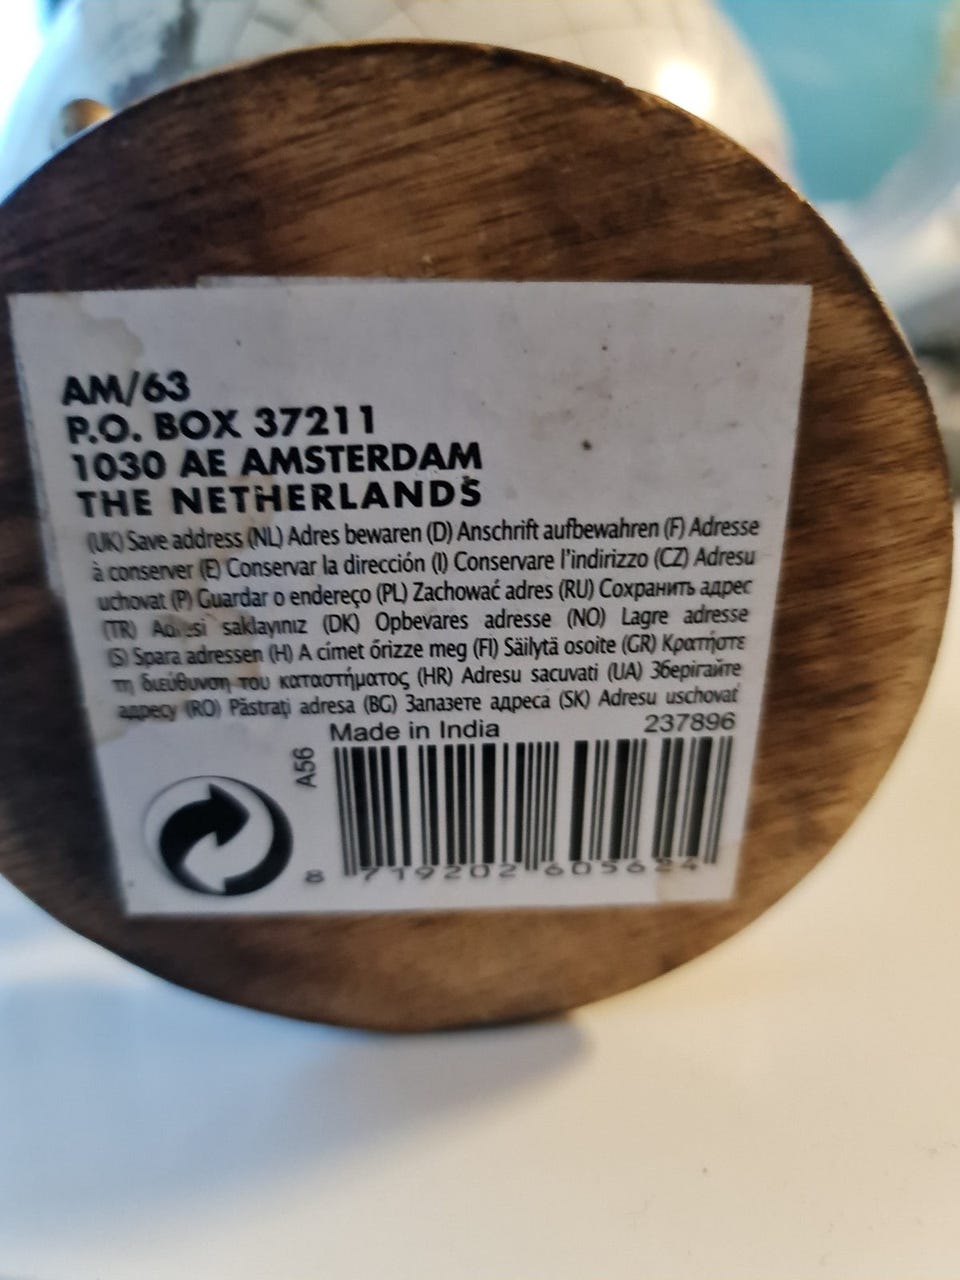 AM/63
P.O. BOX 37211
1030 AE AMSTERDAM
THE NETHERLANDS
(UK) Save address (NL) Adres bewaren (D) Anschrift aufbewahren (F) Adresse
à conserver (E) Conservar la dirección (I) Conservare l'indirizzo (CZ) Adresu
uchovat (P) Guardar o endereço (PL) Zachować adres (RU) Сохранить адрес
(TR) saklayınız (DK) Opbevares adresse (NO) Lagre adresse
(S) Spara adressen (H) A címet őrizze meg (FI) Säilytä osoite (GR) Κρατήστε
τη διεύθυνση του καταστήματος (HR) Adresu sacuvati (UA) Зберігайте
адресу (RO) Păstrați adresa (BG) Запазете адреса (SK) Adresu uschovať
Made in India 237896
A56
8 719202 605624